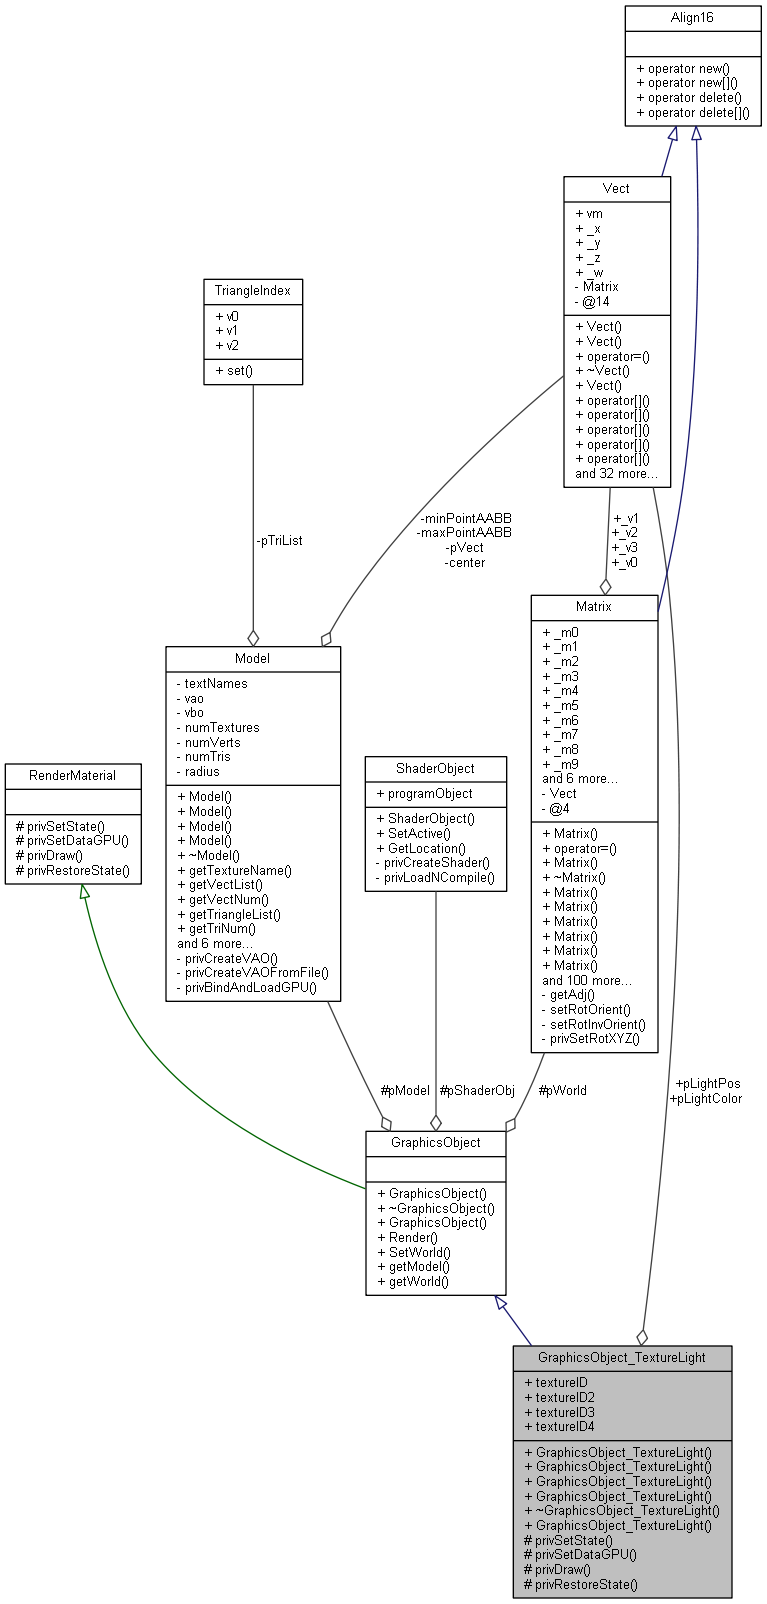 Align16
+ operator new()
+ operator new[]()
+ operator delete()
+ operator delete[]()
Vect
+ vm
+ _x
+ _y
+ _z
+ _w
- Matrix
- @14
+ Vect()
+ Vect()
+ operator=()
+ ~Vect()
+ Vect()
+ operator[]()
+ operator[]()
+ operator[]()
+ operator[]()
+ operator[]()
and 32 more...
TriangleIndex
+ v0
+ v1
+ v2
+ set()
-pTriList
-minPointAABB
-maxPointAABB
-pVect
-center
+_v1
+_v2
+_v3
+_v0
Model
- textNames
- vao
- vbo
- numTextures
- numVerts
- numTris
- radius
+ Model()
+ Model()
+ Model()
+ Model()
+ ~Model()
+ getTextureName()
+ getVectList()
+ getVectNum()
+ getTriangleList()
+ getTriNum()
and 6 more...
- privCreateVAO()
- privCreateVAOFromFile()
- privBindAndLoadGPU()
Matrix
+ _m0
+ _m1
+ _m2
+ _m3
+ _m4
+ _m5
+ _m6
+ _m7
+ _m8
+ _m9
and 6 more...
- Vect
- @4
+ Matrix()
+ operator=()
+ Matrix()
+ ~Matrix()
+ Matrix()
+ Matrix()
+ Matrix()
+ Matrix()
+ Matrix()
+ Matrix()
and 100 more...
- getAdj()
- setRotOrient()
- setRotInvOrient()
- privSetRotXYZ()
RenderMaterial
# privSetState()
# privSetDataGPU()
# privDraw()
# privRestoreState()
ShaderObject
+ programObject
+ ShaderObject()
+ SetActive()
+ GetLocation()
- privCreateShader()
- privLoadNCompile()
#pModel
#pShaderObj
#pWorld
+pLightPos
+pLightColor
GraphicsObject
+ GraphicsObject()
+ ~GraphicsObject()
+ GraphicsObject()
+ Render()
+ SetWorld()
+ getModel()
+ getWorld()
GraphicsObject_TextureLight
+ textureID
+ textureID2
+ textureID3
+ textureID4
+ GraphicsObject_TextureLight()
+ GraphicsObject_TextureLight()
+ GraphicsObject_TextureLight()
+ GraphicsObject_TextureLight()
+ ~GraphicsObject_TextureLight()
+ GraphicsObject_TextureLight()
# privSetState()
# privSetDataGPU()
# privDraw()
# privRestoreState()